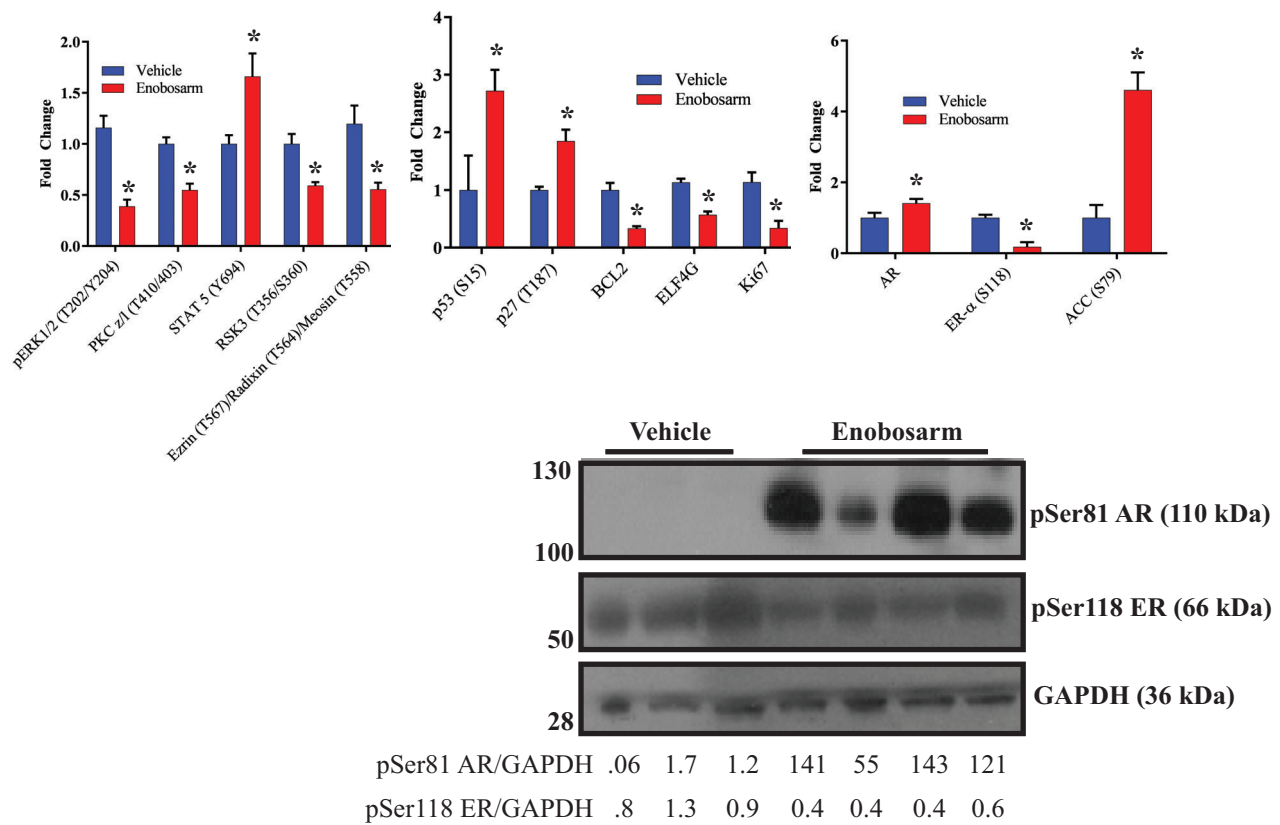 Fold Change
2.0
1.5
1.0
0.5
0.0
Vehicle
Enobosarm
* * * * *
pERK1/2 (T202/Y204)
PKC z/l (T410/403)
STAT 5 (Y694)
RSK3 (T356/S360)
Ezrin (T567)/Radixin (T564)/Meosin (T558)
Fold Change
4
3
2
1
0
Vehicle
Enobosarm
* * * * *
p53 (S15)
p27 (T187)
BCL2
ELF4G
Ki67
Fold Change
6
4
2
0
Vehicle
Enobosarm
* * *
AR
ER-α (S118)
ACC (S79)
Vehicle Enobosarm
130
100
pSer81 AR (110 kDa)
50
pSer118 ER (66 kDa)
28
GAPDH (36 kDa)
pSer81 AR/GAPDH .06 1.7 1.2 141 55 143 121
pSer118 ER/GAPDH .8 1.3 0.9 0.4 0.4 0.4 0.6